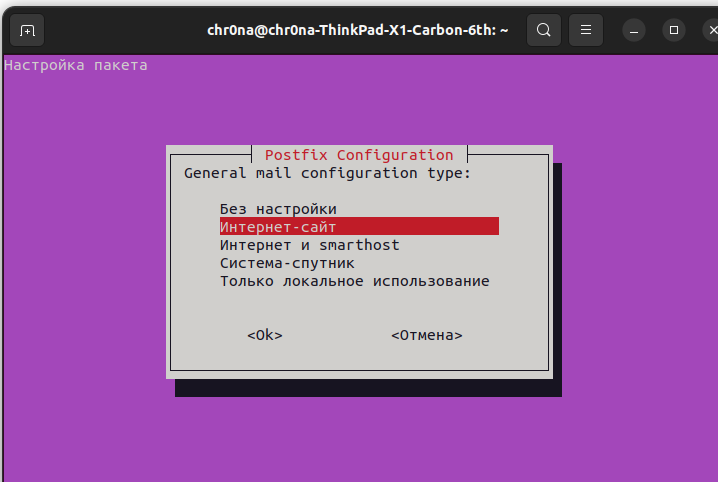 chr0na@chr0na-ThinkPad-X1-Carbon-6th: ~
Настройка пакета
Postfix Configuration
General mail configuration type:
Без настройки
Интернет-сайт
Интернет и smarthost
Система-спутник
Только локальное использование
<Ok> <Отмена>